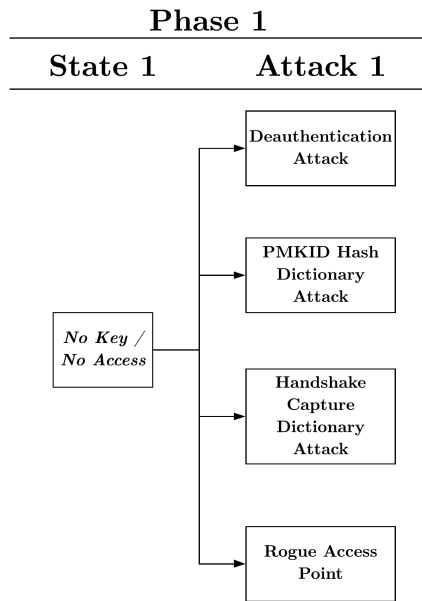 Phase 1
State 1
Attack 1
Deauthentication
Attack
PMKID Hash
Dictionary
Attack
No Key /
No Access
Handshake
Capture
Dictionary
Attack
Rogue Access
Point